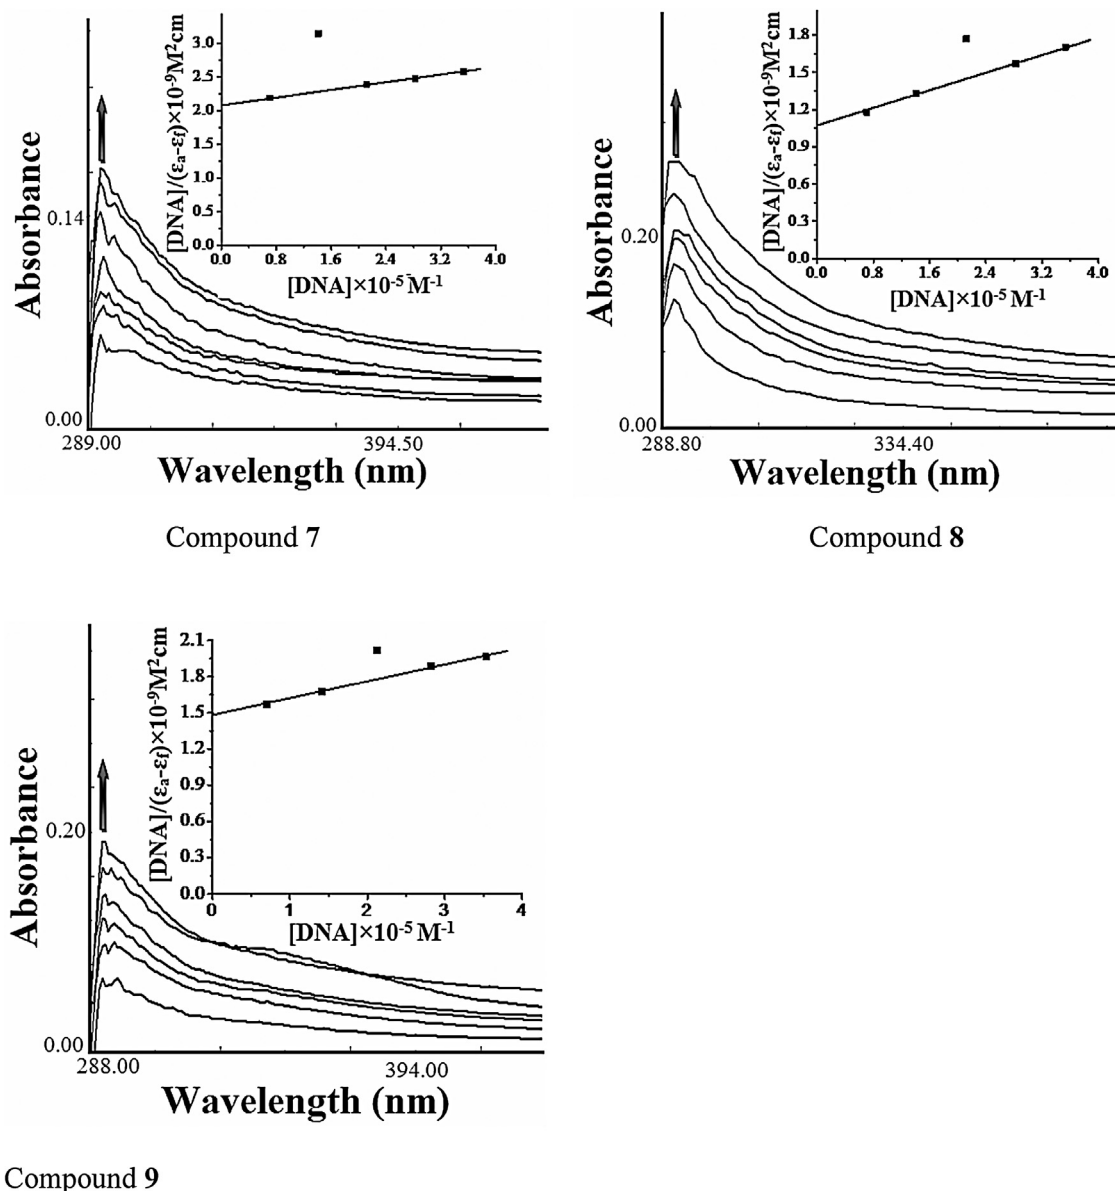 Absorbance
0.14
0.00
289.00
394.50
Wavelength (nm)
[DNA]/(εa-εf)×10-9M2cm
3.0
2.5
2.0
1.5
1.0
0.5
0.0
0.0 0.8 1.6 2.4 3.2 4.0
[DNA]×10-5 M-1
Compound 7
Absorbance
0.20
0.00
288.80
334.40
Wavelength (nm)
[DNA]/(εa-εf)×10-9M2cm
1.8
1.5
1.2
0.9
0.6
0.3
0.0
0.0 0.8 1.6 2.4 3.2 4.0
[DNA]×10-5 M-1
Compound 8
Absorbance
0.20
0.00
288.00
394.00
Wavelength (nm)
[DNA]/(εa-εf)×10-9M2cm
2.1
1.8
1.5
1.2
0.9
0.6
0.3
0.0
0 1 2 3 4
[DNA]×10-5 M-1
Compound 9